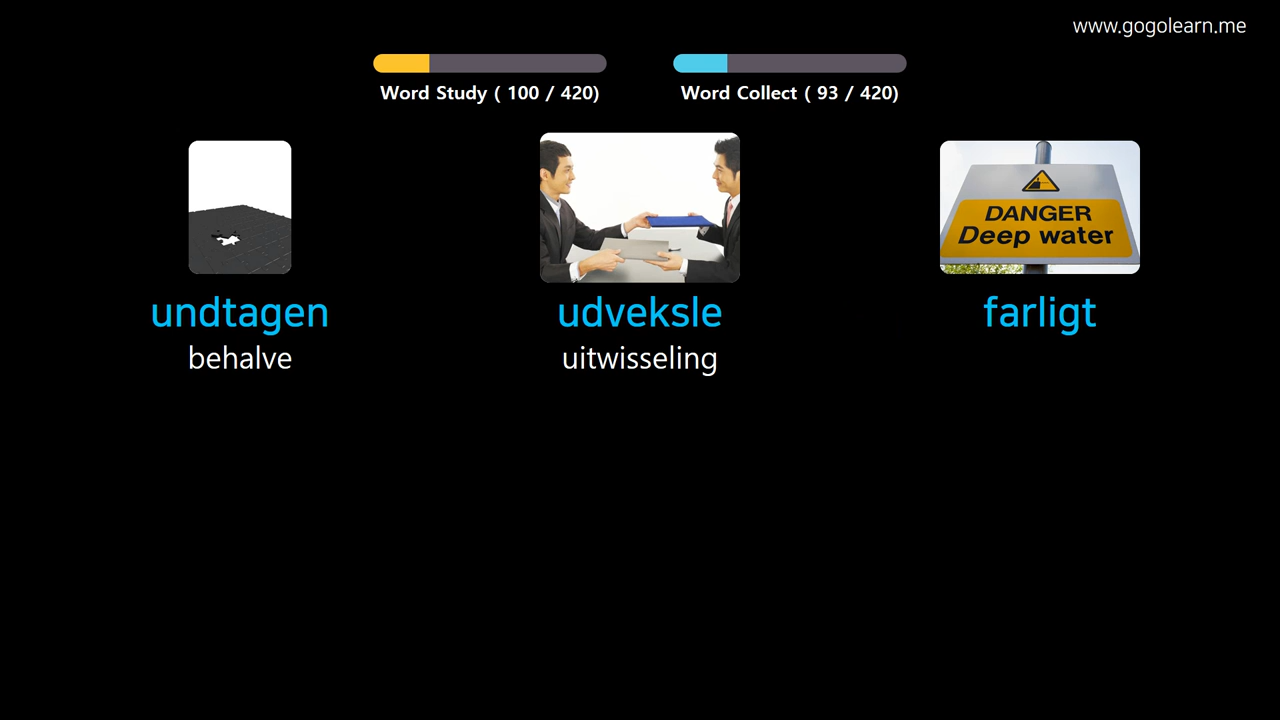 www.gogolearn.me
Word Study ( 100 / 420)
Word Collect ( 93 / 420)
DANGER
Deep water
undtagen
udveksle
farligt
behalve
uitwisseling